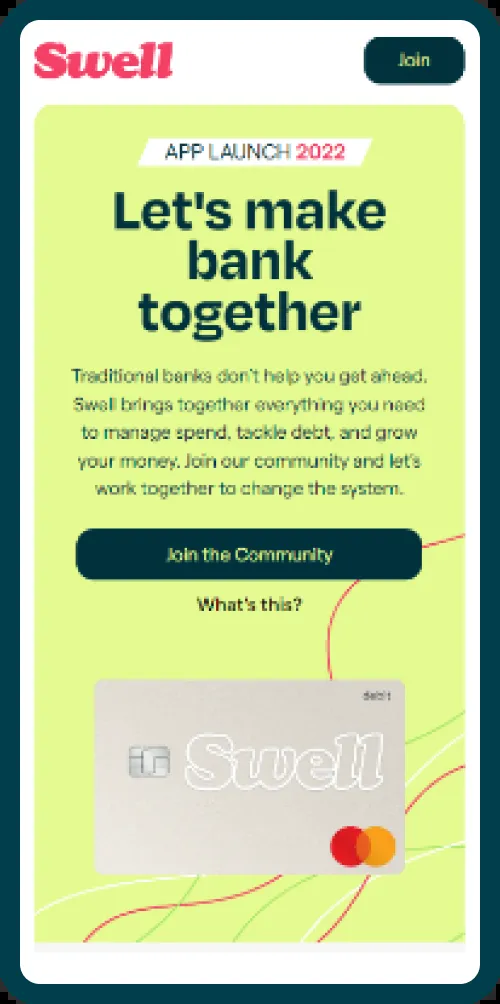 Swell
Join
APP LAUNCH 2022
Let's make
bank
together
Traditional banks don't help you get ahead.
Swell brings together everything you need
to manage spend, tackle debt, and grow
your money. Join our community and let's
work together to change the system.
Join the Community
What's this?
debit
Swell